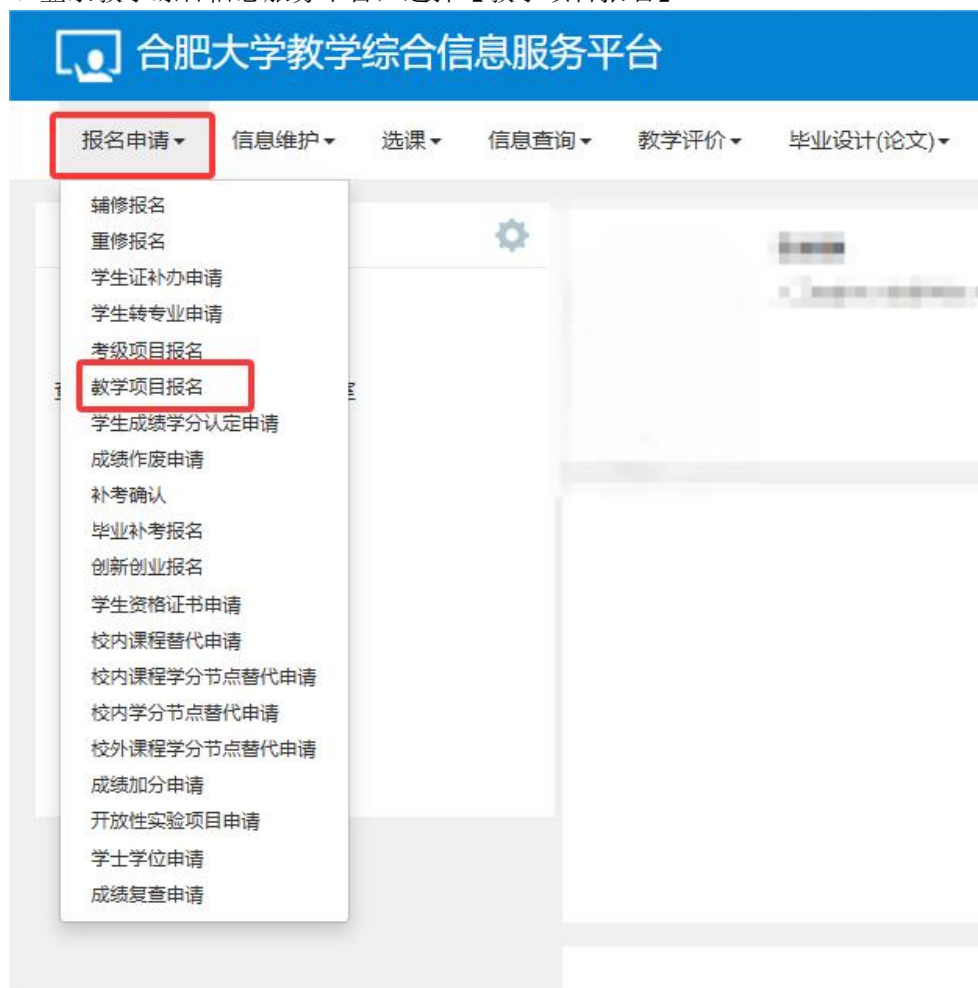 合肥大学教学综合信息服务平台
报名申请 信息维护 选课 信息查询 教学评价 毕业设计(论文)
辅修报名
重修报名
学生证补办申请
学生转专业申请
考级项目报名
教学项目报名
学生成绩学分认定申请
成绩作废申请
补考确认
毕业补考报名
创新创业报名
学生资格证书申请
校内课程替代申请
校内课程学分节点替代申请
校内学分节点替代申请
校外课程学分节点替代申请
成绩加分申请
开放性实验项目申请
学士学位申请
成绩复查申请